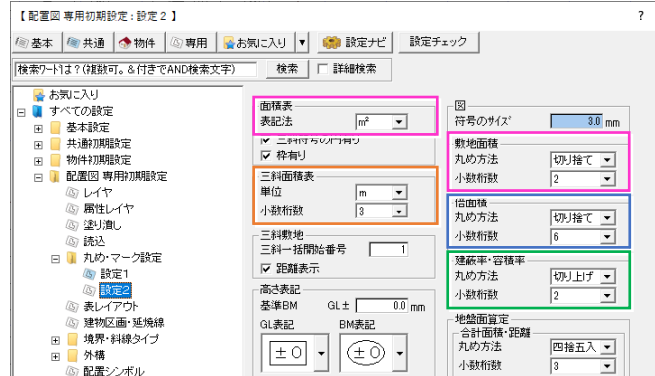 【 配置図 専用初期設定 : 設定２ 】 ?
基本 共通 物件 専用 お気に入り 設定ナビ 設定チェック
検索ﾜｰﾄﾞは？(複数可。＆付きでAND検索文字) 検索 詳細検索
お気に入り
すべての設定
基本設定
共通初期設定
物件初期設定
配置図 専用初期設定
レイヤ
属性レイヤ
塗り潰し
読込
丸め・マーク設定
設定1
設定2
表レイアウト
建物区画・延焼線
境界・斜線タイプ
外構
配置シンボル
面積表
表記法 m²
三斜符号の円有り
枠有り
三斜面積表
単位 m
小数桁数 3
三斜敷地
三斜一括開始番号 1
距離表示
高さ表記
基準BM GL± 0.0 mm
GL表記 BM表記
±0 ±0
図
符号のサイズ 3.0 mm
敷地面積
丸め方法 切り捨て
小数桁数 2
倍面積
丸め方法 切り捨て
小数桁数 6
建蔽率・容積率
丸め方法 切り上げ
小数桁数 2
地盤面算定
合計面積・距離
丸め方法 四捨五入
小数桁数 3